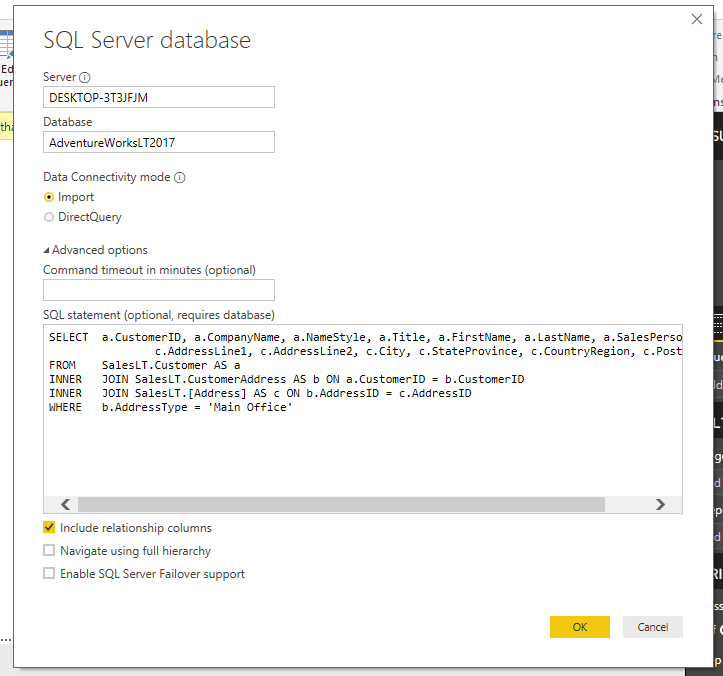 SQL Server database
Server
DESKTOP-3T3JFJM
Database
AdventureWorksLT2017
Data Connectivity mode
Import
DirectQuery
Advanced options
Command timeout in minutes (optional)
SQL statement (optional, requires database)
SELECT a.CustomerID, a.CompanyName, a.NameStyle, a.Title, a.FirstName, a.LastName, a.SalesPerso
c.AddressLine1, c.AddressLine2, c.City, c.StateProvince, c.CountryRegion, c.Post
FROM SalesLT.Customer AS a
INNER JOIN SalesLT.CustomerAddress AS b ON a.CustomerID = b.CustomerID
INNER JOIN SalesLT.[Address] AS c ON b.AddressID = c.AddressID
WHERE b.AddressType = 'Main Office'
Include relationship columns
Navigate using full hierarchy
Enable SQL Server Failover support
OK
Cancel